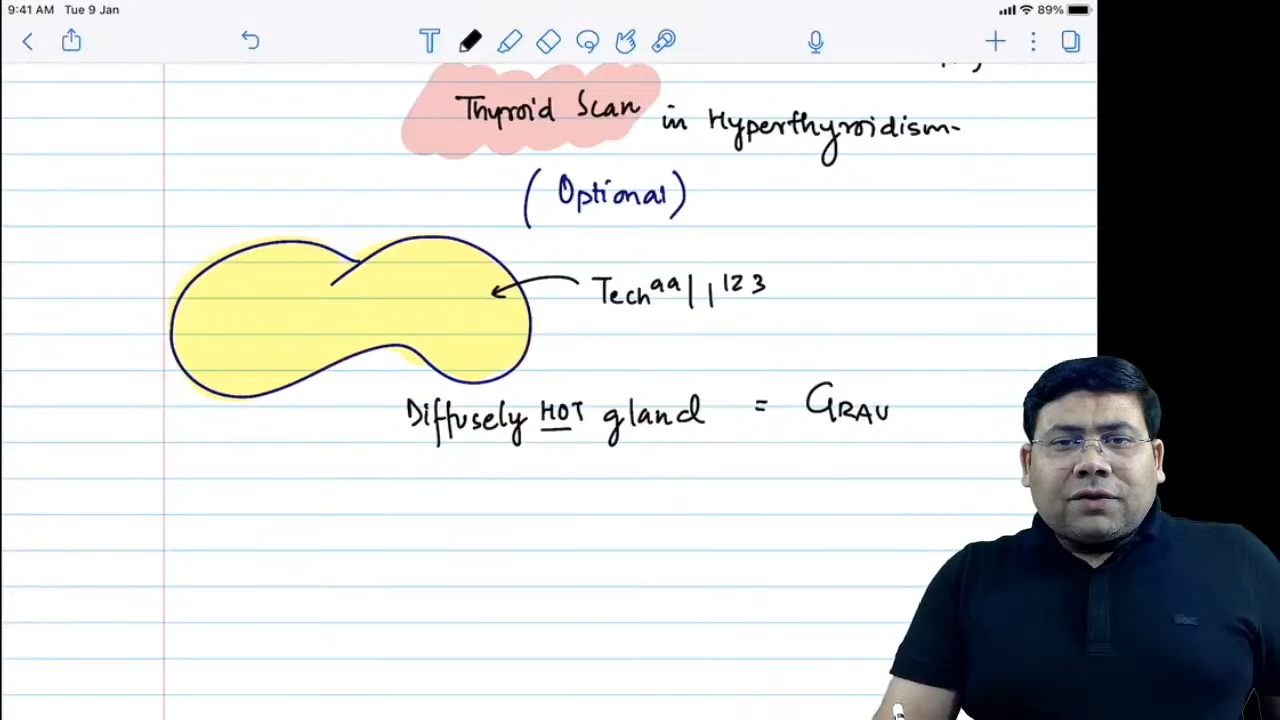 9:41 AM Tue 9 Jan 89%
T
Thyroid Scan in Hyperthyroidism-
(Optional)
Tech⁹⁹ | I¹²³
Diffusely HOT gland = GRAV